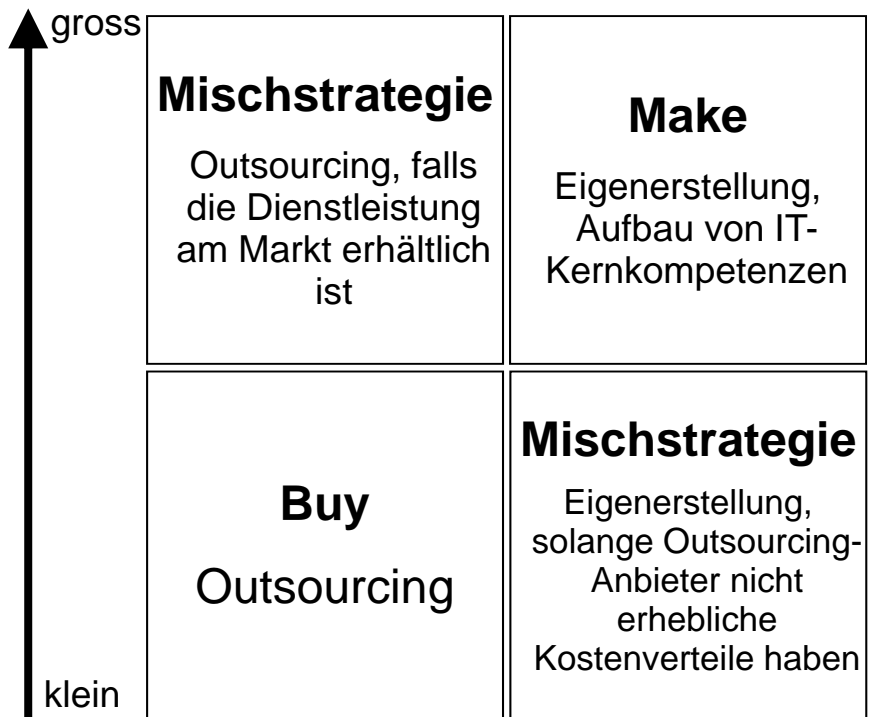 gross
Mischstrategie
Outsourcing, falls
die Dienstleistung
am Markt erhältlich
ist
Make
Eigenerstellung,
Aufbau von IT-
Kernkompetenzen
Buy
Outsourcing
Mischstrategie
Eigenerstellung,
solange Outsourcing-
Anbieter nicht
erhebliche
Kostenverteile haben
klein